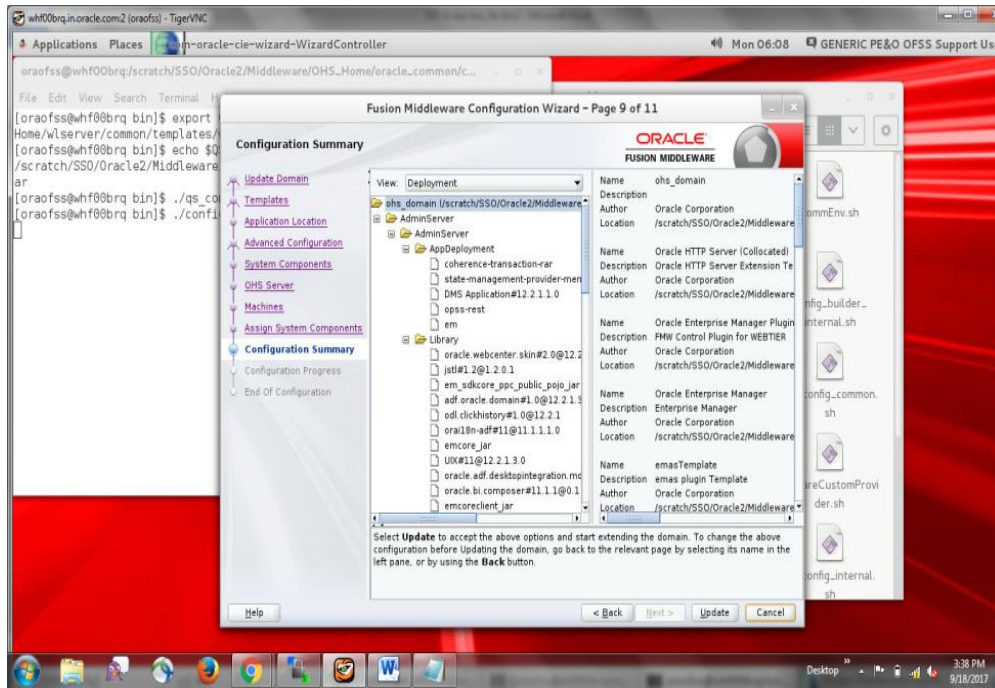 whf00brq.in.oracle.com:2 (oraofss) - TigerVNC
Applications Places om-oracle-cie-wizard-WizardController Mon 06:08 GENERIC PE&O OFSS Support Us
oraofss@whf00brq:/scratch/SSO/Oracle2/Middleware/OHS_Home/oracle_common/c...
File Edit View Search Terminal H
[oraofss@whf00brq bin]$ export
Home/wlserver/common/templates/
[oraofss@whf00brq bin]$ echo $Q
/scratch/SSO/Oracle2/Middleware
ar
[oraofss@whf00brq bin]$ ./qs_co
[oraofss@whf00brq bin]$ ./confi
Fusion Middleware Configuration Wizard - Page 9 of 11
Configuration Summary
ORACLE
FUSION MIDDLEWARE
Update Domain
Templates
Application Location
Advanced Configuration
System Components
OHS Server
Machines
Assign System Components
Configuration Summary
Configuration Progress
End Of Configuration
View: Deployment
ohs_domain (/scratch/SSO/Oracle2/Middleware
AdminServer
AdminServer
AppDeployment
coherence-transaction-rar
state-management-provider-mem
DMS Application#12.2.1.1.0
opss-rest
em
Library
oracle.webcenter.skin#2.0@12.2
jstl#1.2@1.2.0.1
em_sdkcore_ppc_public_pojo_jar
adf.oracle.domain#1.0@12.2.1.3
odl.clickhistory#1.0@12.2.1
orai18n-adf#11@11.1.1.1.0
emcore_jar
UIX#11@12.2.1.3.0
oracle.adf.desktopintegration.mo
oracle.bi.composer#11.1.1@0.1
emcoreclient_jar
Name ohs_domain
Description
Author Oracle Corporation
Location /scratch/SSO/Oracle2/Middleware
Name Oracle HTTP Server (Collocated)
Description Oracle HTTP Server Extension Te
Author Oracle Corporation
Location /scratch/SSO/Oracle2/Middleware
Name Oracle Enterprise Manager Plugin
Description FMW Control Plugin for WEBTIER
Author Oracle Corporation
Location /scratch/SSO/Oracle2/Middleware
Name Oracle Enterprise Manager
Description Enterprise Manager
Author Oracle Corporation
Location /scratch/SSO/Oracle2/Middleware
Name emasTemplate
Description emas plugin Template
Author Oracle Corporation
Location /scratch/SSO/Oracle2/Middleware
Select Update to accept the above options and start extending the domain. To change the above
configuration before Updating the domain, go back to the relevant page by selecting its name in the
left pane, or by using the Back button.
Help
< Back Next > Update Cancel
ommEnv.sh
nfig_builder_
internal.sh
config_common.
sh
areCustomProvi
der.sh
config_internal.
sh
Desktop
3:38 PM
9/18/2017